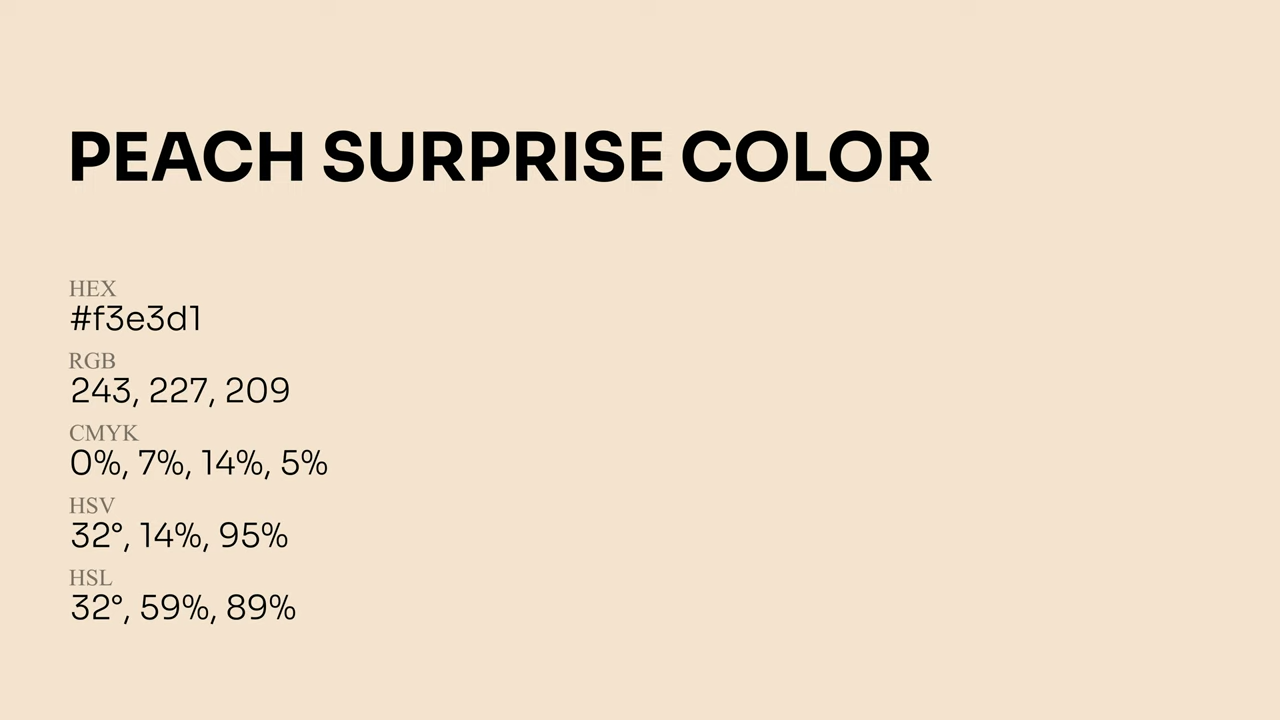 PEACH SURPRISE COLOR
HEX
#f3e3d1
RGB
243, 227, 209
CMYK
0%, 7%, 14%, 5%
HSV
32°, 14%, 95%
HSL
32°, 59%, 89%